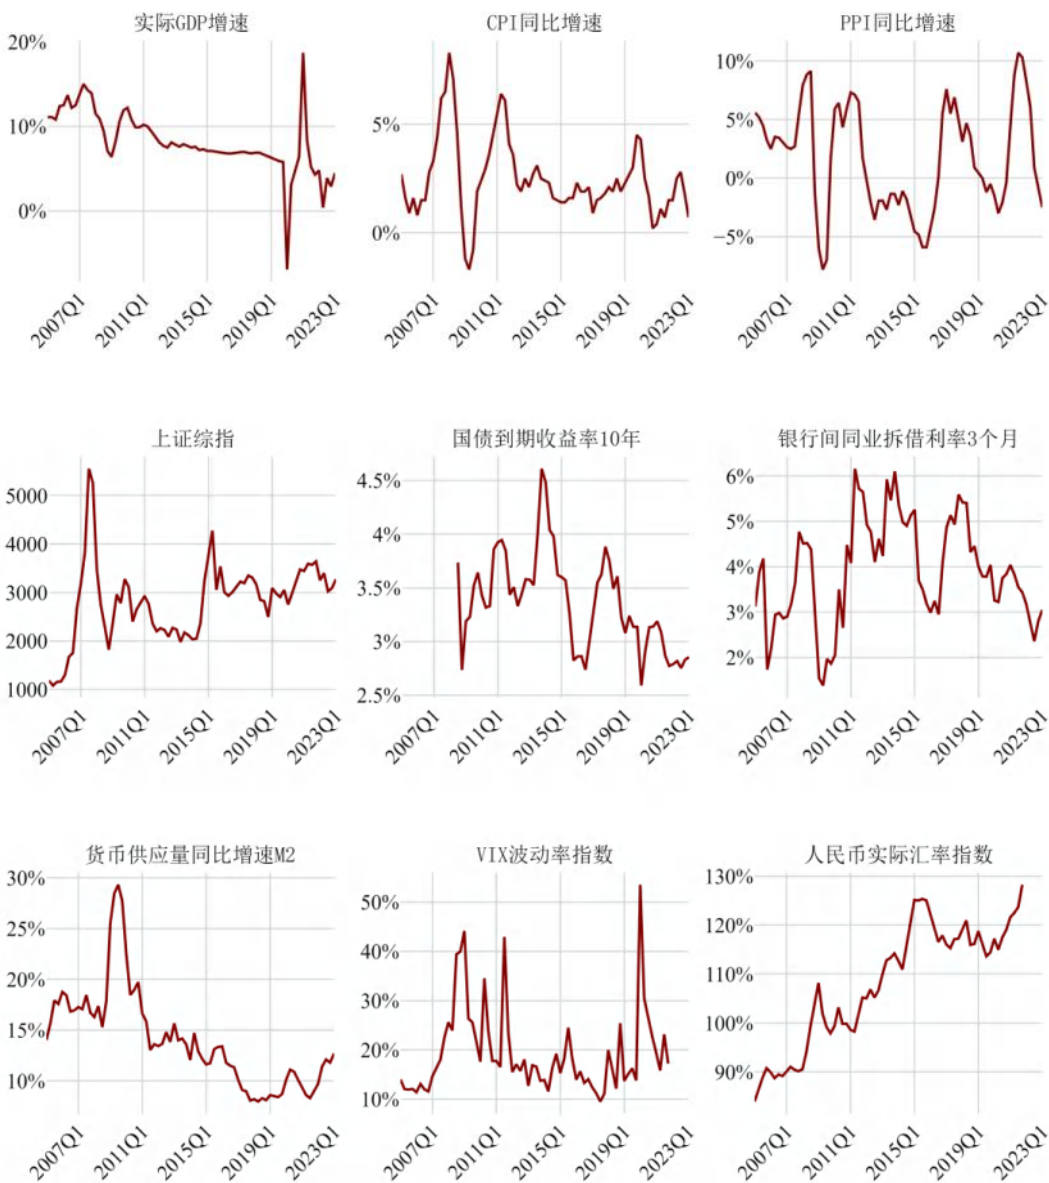 实际GDP增速
20%
10%
0%
2007Q1
2011Q1
2015Q1
2019Q1
2023Q1
CPI同比增速
5%
0%
2007Q1
2011Q1
2015Q1
2019Q1
2023Q1
PPI同比增速
10%
5%
0%
−5%
2007Q1
2011Q1
2015Q1
2019Q1
2023Q1
上证综指
5000
4000
3000
2000
1000
2007Q1
2011Q1
2015Q1
2019Q1
2023Q1
国债到期收益率10年
4.5%
4%
3.5%
3%
2.5%
2007Q1
2011Q1
2015Q1
2019Q1
2023Q1
银行间同业拆借利率3个月
6%
5%
4%
3%
2%
2007Q1
2011Q1
2015Q1
2019Q1
2023Q1
货币供应量同比增速M2
30%
25%
20%
15%
10%
2007Q1
2011Q1
2015Q1
2019Q1
2023Q1
VIX波动率指数
50%
40%
30%
20%
10%
2007Q1
2011Q1
2015Q1
2019Q1
2023Q1
人民币实际汇率指数
130%
120%
110%
100%
90%
2007Q1
2011Q1
2015Q1
2019Q1
2023Q1